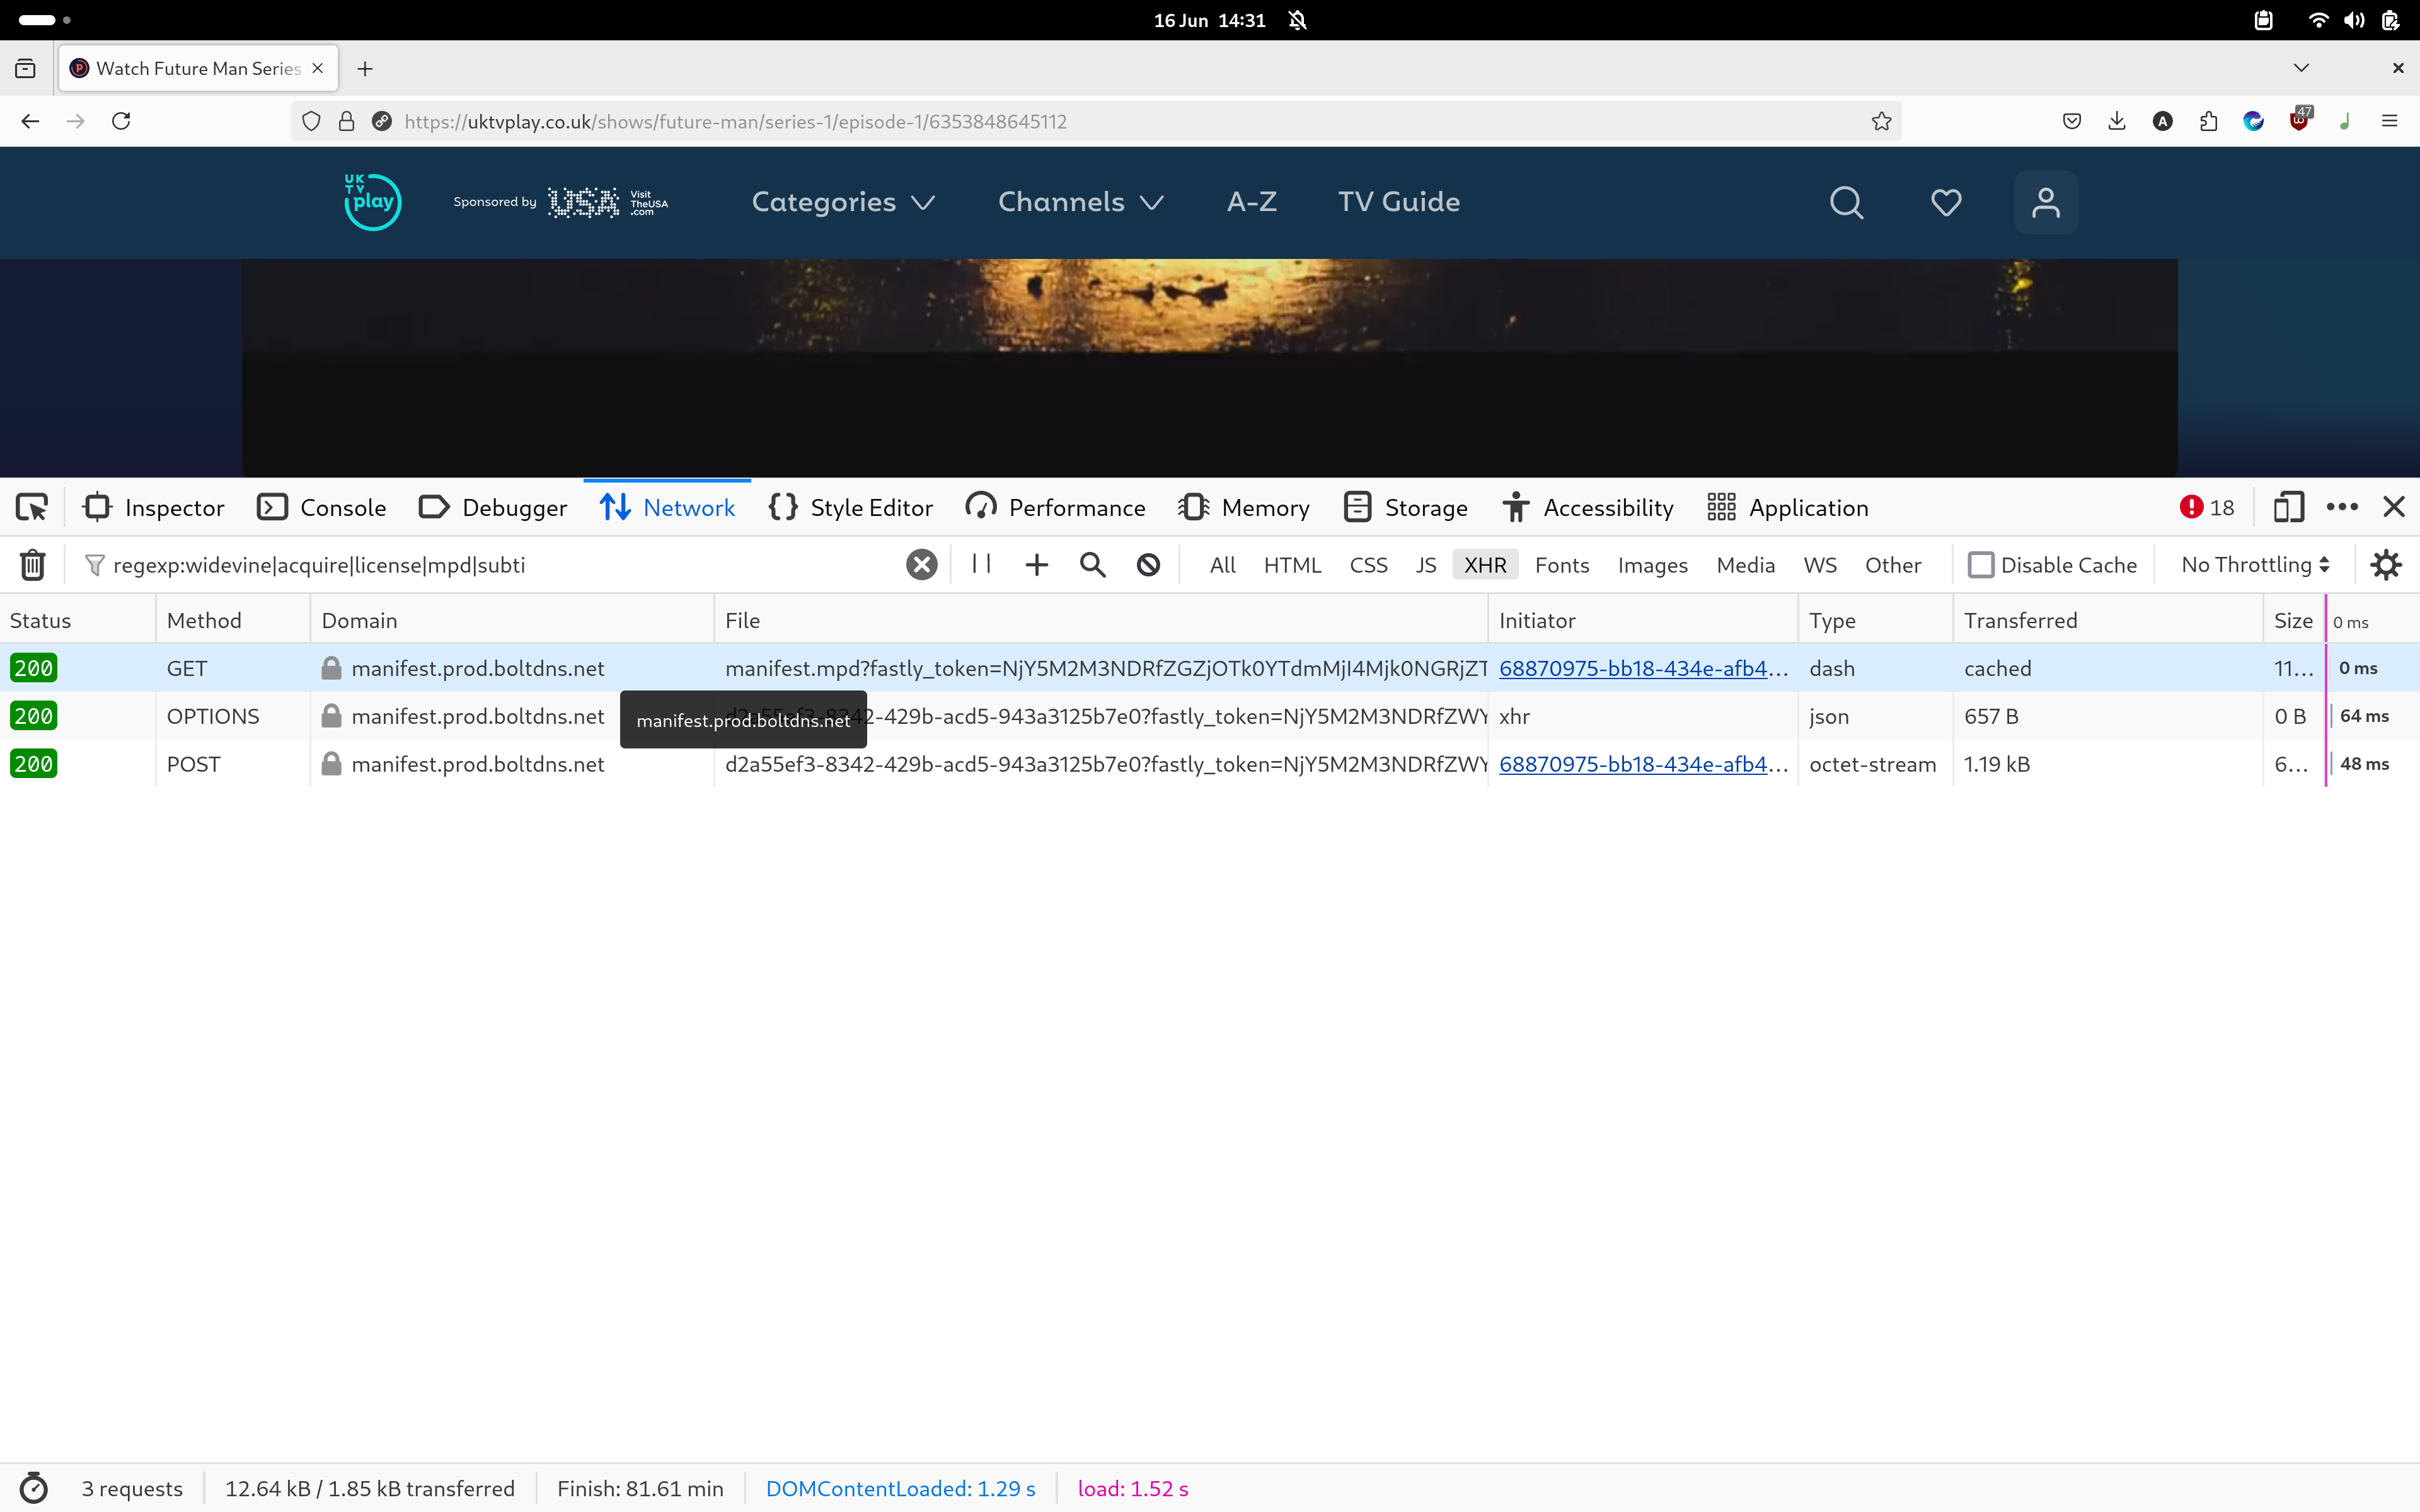 16 Jun 14:31
Watch Future Man Series
https://uktvplay.co.uk/shows/future-man/series-1/episode-1/6353848645112
47
UK
TV
play
Sponsored by
USA
Visit
TheUSA
.com
Categories
Channels
A-Z
TV Guide
Inspector
Console
Debugger
Network
Style Editor
Performance
Memory
Storage
Accessibility
Application
18
regexp:widevine|acquire|license|mpd|subti
All
HTML
CSS
JS
XHR
Fonts
Images
Media
WS
Other
Disable Cache
No Throttling
Status Method Domain File Initiator Type Transferred Size 0 ms
200 GET manifest.prod.boltdns.net manifest.mpd?fastly_token=NjY5M2M3NDRfZGZjOTk0YTdmMjI4Mjk0NGRjZT 68870975-bb18-434e-afb4... dash cached 11... 0 ms
200 OPTIONS manifest.prod.boltdns.net d2a55ef3-8342-429b-acd5-943a3125b7e0?fastly_token=NjY5M2M3NDRfZWY xhr json 657 B 0 B 64 ms
manifest.prod.boltdns.net
200 POST manifest.prod.boltdns.net d2a55ef3-8342-429b-acd5-943a3125b7e0?fastly_token=NjY5M2M3NDRfZWY 68870975-bb18-434e-afb4... octet-stream 1.19 kB 6... 48 ms
3 requests
12.64 kB / 1.85 kB transferred
Finish: 81.61 min
DOMContentLoaded: 1.29 s
load: 1.52 s